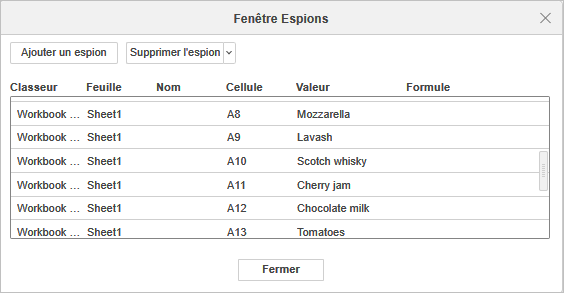 Fenêtre Espions
Ajouter un espion Supprimer l'espion
Classeur Feuille Nom Cellule Valeur Formule
Workbook ... Sheet1 A8 Mozzarella
Workbook ... Sheet1 A9 Lavash
Workbook ... Sheet1 A10 Scotch whisky
Workbook ... Sheet1 A11 Cherry jam
Workbook ... Sheet1 A12 Chocolate milk
Workbook ... Sheet1 A13 Tomatoes
Fermer